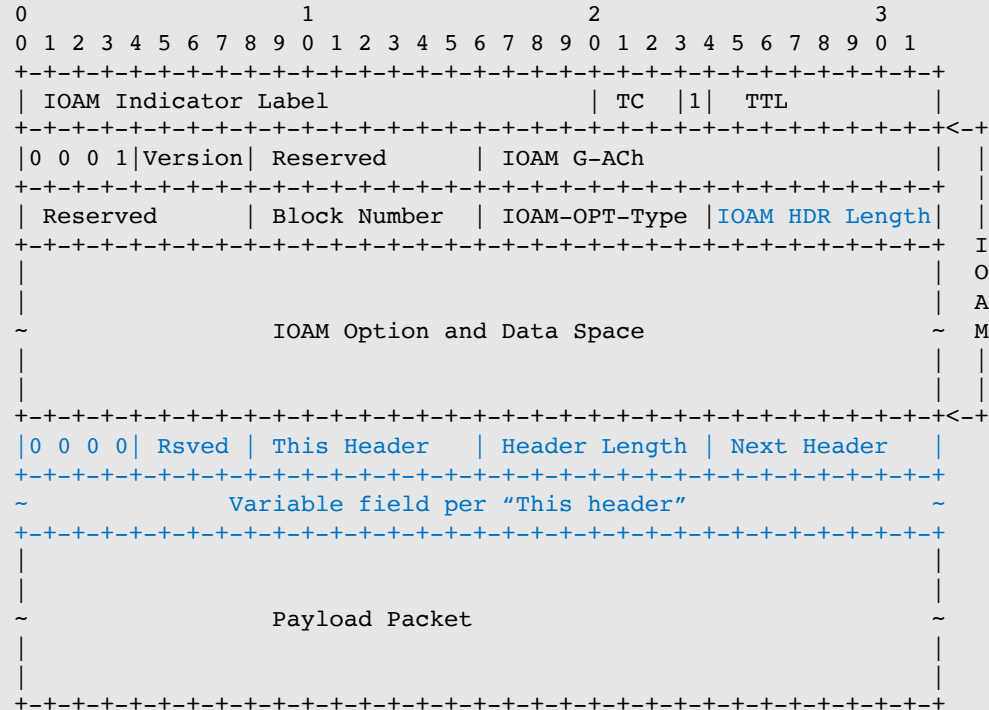 0                   1                   2                   3
0 1 2 3 4 5 6 7 8 9 0 1 2 3 4 5 6 7 8 9 0 1 2 3 4 5 6 7 8 9 0 1
+-+-+-+-+-+-+-+-+-+-+-+-+-+-+-+-+-+-+-+-+-+-+-+-+-+-+-+-+-+-+-+-+
| IOAM Indicator Label                  | TC  |1|  TTL          |
+-+-+-+-+-+-+-+-+-+-+-+-+-+-+-+-+-+-+-+-+-+-+-+-+-+-+-+-+-+-+-+-+<-+
|0 0 0 1|Version| Reserved      | IOAM G-ACh                    |  |
+-+-+-+-+-+-+-+-+-+-+-+-+-+-+-+-+-+-+-+-+-+-+-+-+-+-+-+-+-+-+-+-+  |
| Reserved      | Block Number  | IOAM-OPT-Type |IOAM HDR Length|  |
+-+-+-+-+-+-+-+-+-+-+-+-+-+-+-+-+-+-+-+-+-+-+-+-+-+-+-+-+-+-+-+-+  I
|                                                               |  O
|                                                               |  A
~                 IOAM Option and Data Space                    ~  M
|                                                               |  |
|                                                               |  |
+-+-+-+-+-+-+-+-+-+-+-+-+-+-+-+-+-+-+-+-+-+-+-+-+-+-+-+-+-+-+-+-+<-+
|0 0 0 0| Rsved | This Header   | Header Length | Next Header   |
+-+-+-+-+-+-+-+-+-+-+-+-+-+-+-+-+-+-+-+-+-+-+-+-+-+-+-+-+-+-+-+-+
~              Variable field per “This header”                 ~
+-+-+-+-+-+-+-+-+-+-+-+-+-+-+-+-+-+-+-+-+-+-+-+-+-+-+-+-+-+-+-+-+
|                                                               |
|                                                               |
~                 Payload Packet                                ~
|                                                               |
|                                                               |
+-+-+-+-+-+-+-+-+-+-+-+-+-+-+-+-+-+-+-+-+-+-+-+-+-+-+-+-+-+-+-+-+